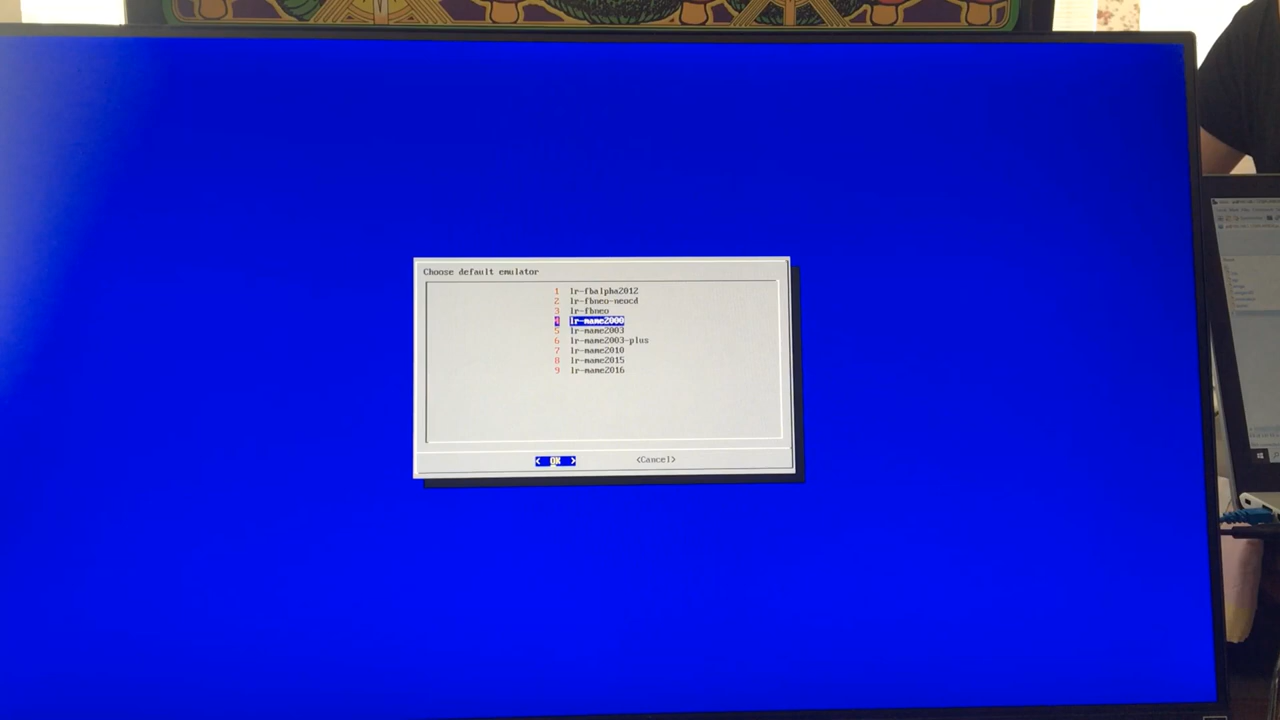 Choose default emulator
1 lr-fbalpha2012
2 lr-fbneo-neocd
3 lr-fbneo
4 lr-mame2000
5 lr-mame2003
6 lr-mame2003-plus
7 lr-mame2010
8 lr-mame2015
9 lr-mame2016
< OK > <Cancel>